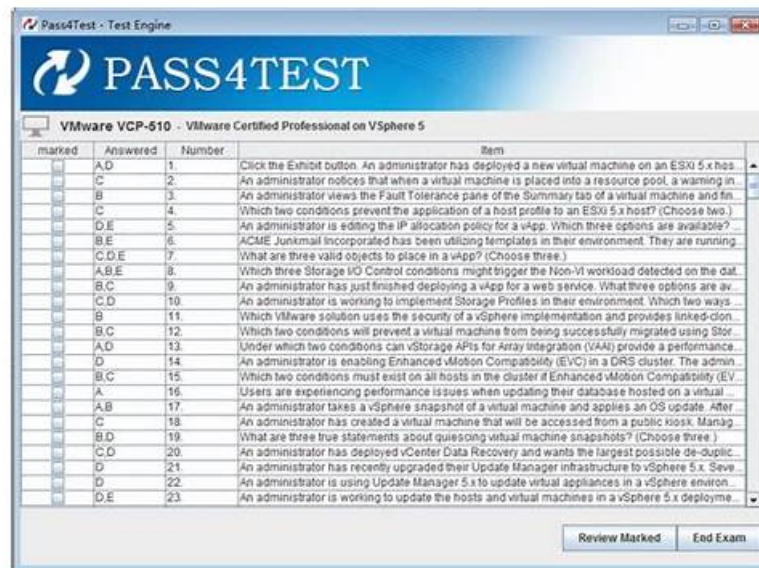 Pass4Test - Test Engine
PASS4TEST
VMware VCP-510 - VMware Certified Professional on VSphere 5
marked Answered Number Item
A,D 1. Click the Exhibit button. An administrator has deployed a new virtual machine on an ESXi 5.x hos...
C 2. An administrator notices that when a virtual machine is placed into a resource pool, a warning in...
B 3. An administrator views the Fault Tolerance pane of the Summary tab of a virtual machine and fin...
C 4. Which two conditions prevent the application of a host profile to an ESXi 5.x host? (Choose two.)
D,E 5. An administrator is editing the IP allocation policy for a vApp. Which three options are available? ...
B,E 6. ACME Junkmail Incorporated has been utilizing templates in their environment. They are running...
C,D,E 7. What are three valid objects to place in a vApp? (Choose three.)
A,B,E 8. Which three Storage I/O Control conditions might trigger the Non-VI workload detected on the dat...
B,C 9. An administrator has just finished deploying a vApp for a web service. What three options are av...
C,D 10. An administrator is working to implement Storage Profiles in their environment. Which two ways ...
B 11. Which VMware solution uses the security of a vSphere implementation and provides linked-clon...
B,C 12. Which two conditions will prevent a virtual machine from being successfully migrated using Stor...
A,D 13. Under which two conditions can vStorage APIs for Array Integration (VAAI) provide a performance...
D 14. An administrator is enabling Enhanced vMotion Compatibility (EVC) in a DRS cluster. The admin...
B,C 15. Which two conditions must exist on all hosts in the cluster if Enhanced vMotion Compatibility (EV...
A 16. Users are experiencing performance issues when updating their database hosted on a virtual ...
A,B 17. An administrator takes a vSphere snapshot of a virtual machine and applies an OS update. After ...
C 18. An administrator has created a virtual machine that will be accessed from a public kiosk. Manag...
B,D 19. What are three true statements about quiescing virtual machine snapshots? (Choose three.)
C,D 20. An administrator has deployed vCenter Data Recovery and wants the largest possible de-duplic...
D 21. An administrator has recently upgraded their Update Manager infrastructure to vSphere 5.x. Seve...
D 22. An administrator is using Update Manager 5.x to update virtual appliances in a vSphere environ...
D,E 23. An administrator is working to update the hosts and virtual machines in a vSphere 5.x deployme...
Review Marked End Exam